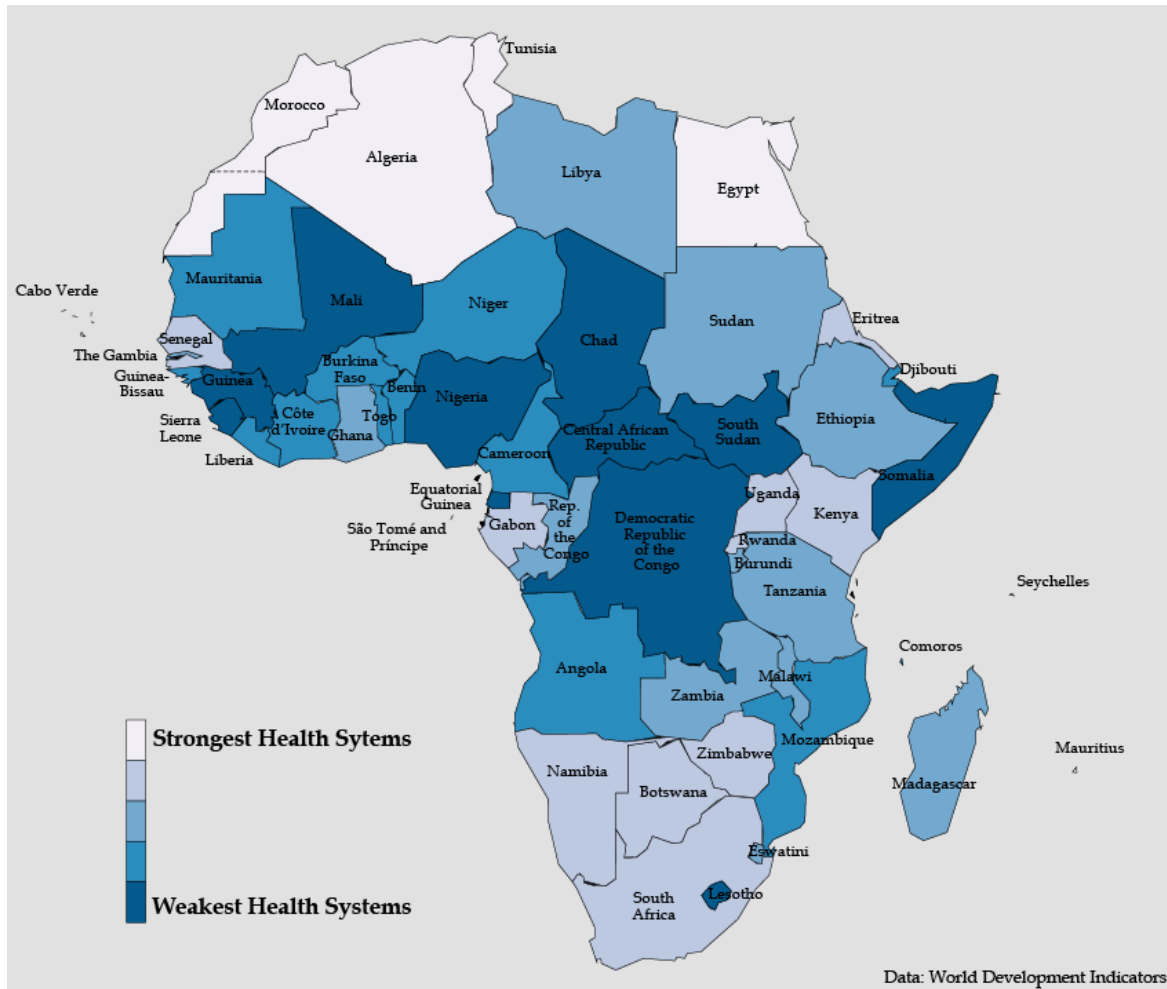 Tunisia
Morocco
Algeria
Libya
Egypt
Mauritania
Cabo Verde
Mali
Niger
Chad
Sudan
Eritrea
Senegal
The Gambia
Guinea-
Bissau
Guinea
Burkina
Faso
Benin
Nigeria
Djibouti
Sierra
Leone
Côte
d'Ivoire
Togo
Ghana
Ethiopia
Central African
Republic
South
Sudan
Liberia
Cameroon
Somalia
Equatorial
Guinea
Uganda
Kenya
São Tomé and
Príncipe
Gabon
Rep.
of
the
Congo
Democratic
Republic
of the
Congo
Rwanda
Burundi
Tanzania
Seychelles
Comoros
Angola
Zambia
Malawi
Mozambique
Mauritius
Madagascar
Zimbabwe
Namibia
Botswana
Eswatini
Lesotho
South
Africa
Strongest Health Sytems
Weakest Health Systems
Data: World Development Indicators